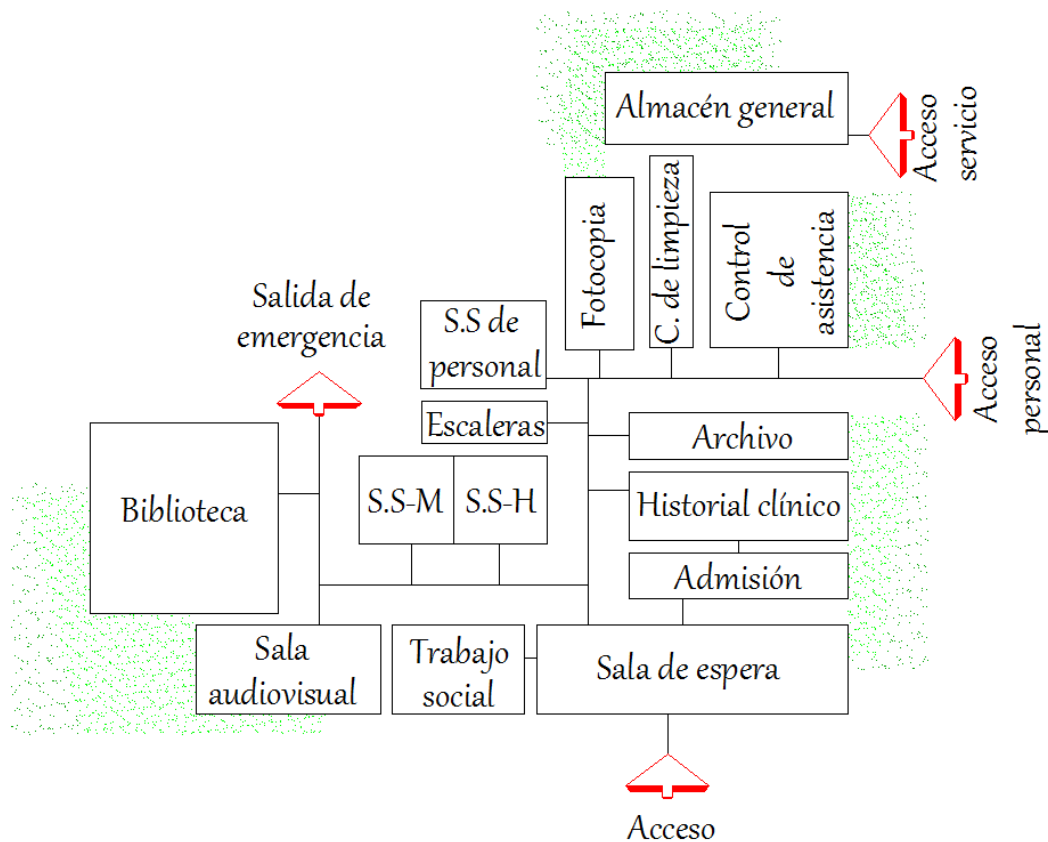 Almacén general
Acceso
servicio
Fotocopia
C. de limpieza
Control
de
asistencia
Salida de
emergencia
S.S de
personal
Acceso
personal
Escaleras
Archivo
Biblioteca
S.S-M
S.S-H
Historial clínico
Admisión
Sala
audiovisual
Trabajo
social
Sala de espera
Acceso